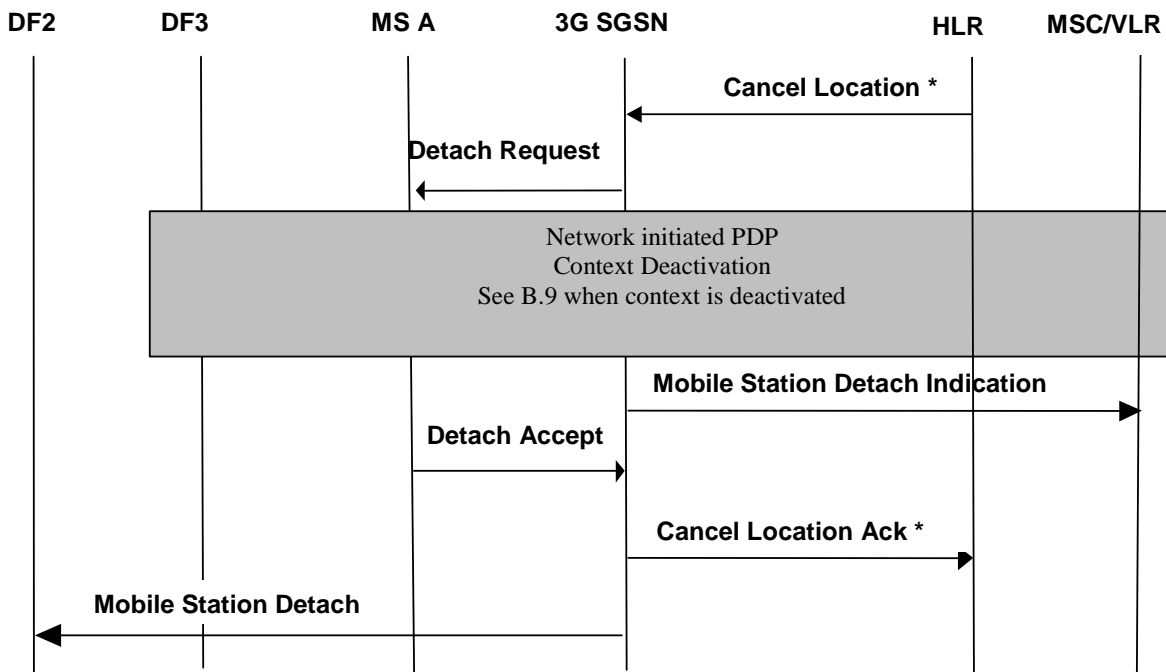 DF2 DF3 MS A 3G SGSN HLR MSC/VLR
Cancel Location *
Detach Request
Network initiated PDP
Context Deactivation
See B.9 when context is deactivated
Mobile Station Detach Indication
Detach Accept
Cancel Location Ack *
Mobile Station Detach